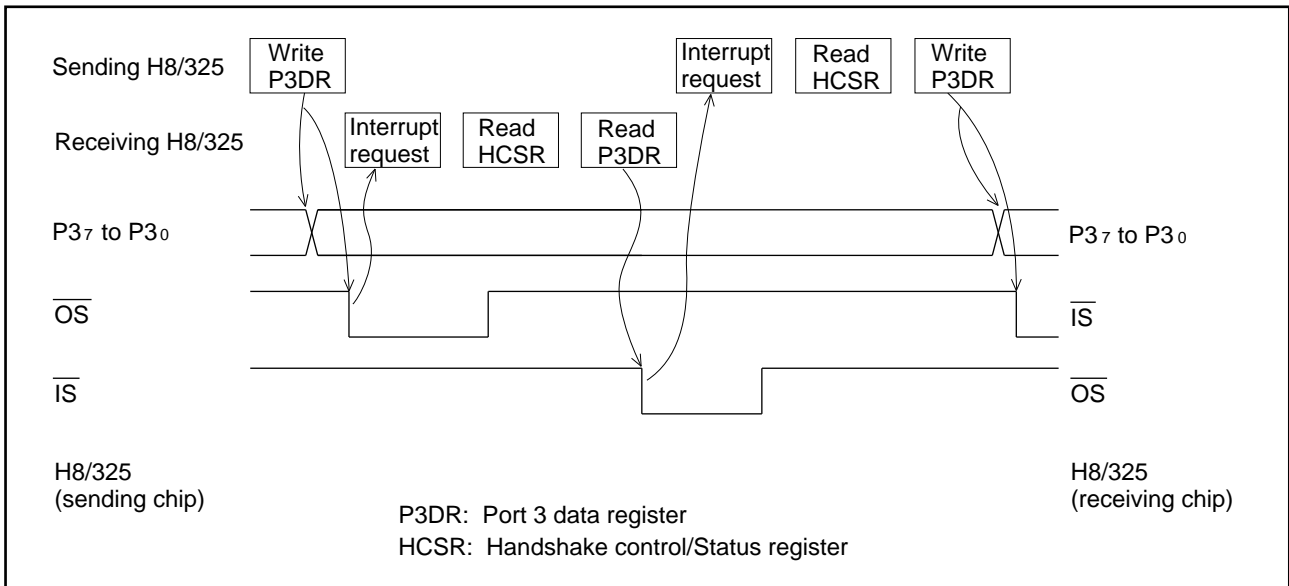 Sending H8/325
Write
P3DR
Interrupt
request
Read
HCSR
Write
P3DR
Receiving H8/325
Interrupt
request
Read
HCSR
Read
P3DR
P37 to P30
P37 to P30
OS
IS
IS
OS
H8/325
(sending chip)
H8/325
(receiving chip)
P3DR: Port 3 data register
HCSR: Handshake control/Status register